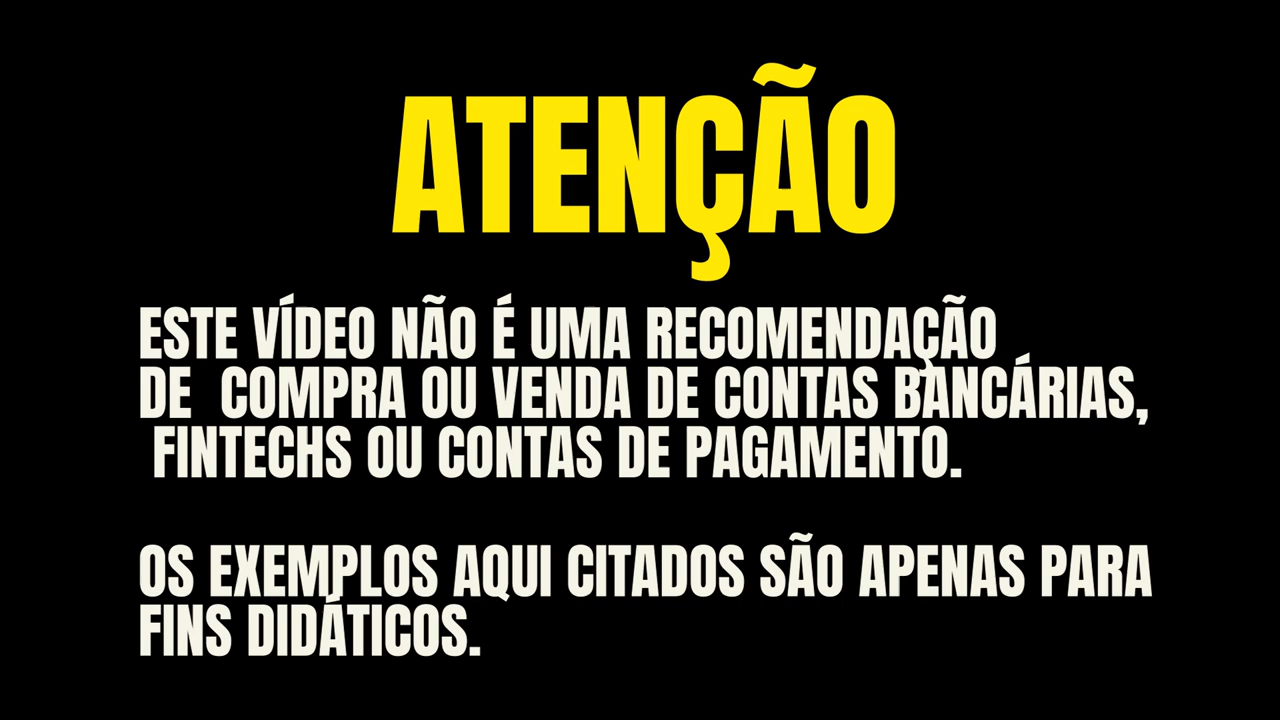 ATENÇÃO
ESTE VÍDEO NÃO É UMA RECOMENDAÇÃO
DE COMPRA OU VENDA DE CONTAS BANCÁRIAS,
FINTECHS OU CONTAS DE PAGAMENTO.
OS EXEMPLOS AQUI CITADOS SÃO APENAS PARA
FINS DIDÁTICOS.